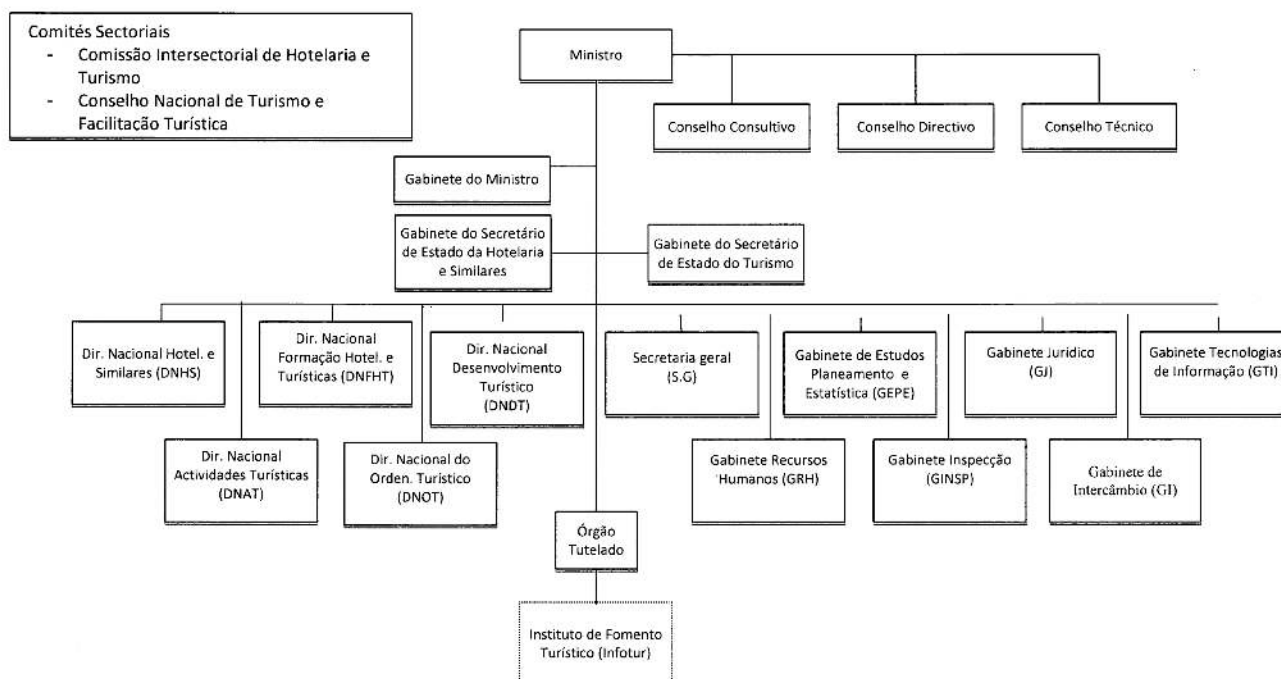 Comités Sectoriais
- Comissão Intersectorial de Hotelaria e
Turismo
- Conselho Nacional de Turismo e
Facilitação Turística
Ministro
Conselho Consultivo
Conselho Directivo
Conselho Técnico
Gabinete do Ministro
Gabinete do Secretário
de Estado da Hotelaria
e Similares
Gabinete do Secretário
de Estado do Turismo
Dir. Nacional Hotel. e
Similares (DNHS)
Dir. Nacional
Formação Hotel. e
Turísticas (DNFHT)
Dir. Nacional
Desenvolvimento
Turístico
(DNDT)
Secretaria geral
(S.G)
Gabinete de Estudos
Planeamento e
Estatística (GEPE)
Gabinete Jurídico
(GJ)
Gabinete Tecnologias
de Informação (GTI)
Dir. Nacional
Actividades Turísticas
(DNAT)
Dir. Nacional do
Orden. Turístico
(DNOT)
Gabinete Recursos
Humanos (GRH)
Gabinete Inspecção
(GINSP)
Gabinete de
Intercâmbio (GI)
Órgão
Tutelado
Instituto de Fomento
Turístico (Infotur)